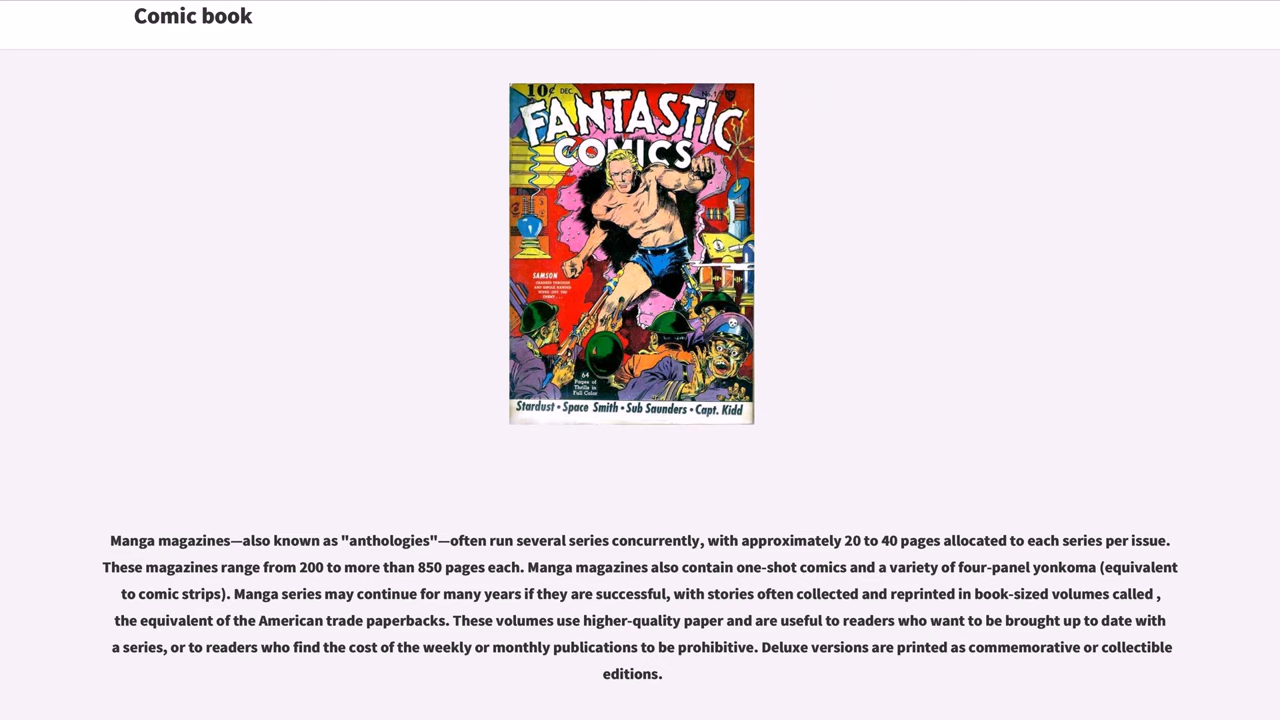 Comic book
10¢ DEC. No. 1
FANTASTIC
COMICS
SAMSON
64
Pages of
Thrills in
Full Color
Stardust • Space Smith • Sub Saunders • Capt. Kidd
Manga magazines—also known as "anthologies"—often run several series concurrently, with approximately 20 to 40 pages allocated to each series per issue.
These magazines range from 200 to more than 850 pages each. Manga magazines also contain one-shot comics and a variety of four-panel yonkoma (equivalent
to comic strips). Manga series may continue for many years if they are successful, with stories often collected and reprinted in book-sized volumes called ,
the equivalent of the American trade paperbacks. These volumes use higher-quality paper and are useful to readers who want to be brought up to date with
a series, or to readers who find the cost of the weekly or monthly publications to be prohibitive. Deluxe versions are printed as commemorative or collectible
editions.